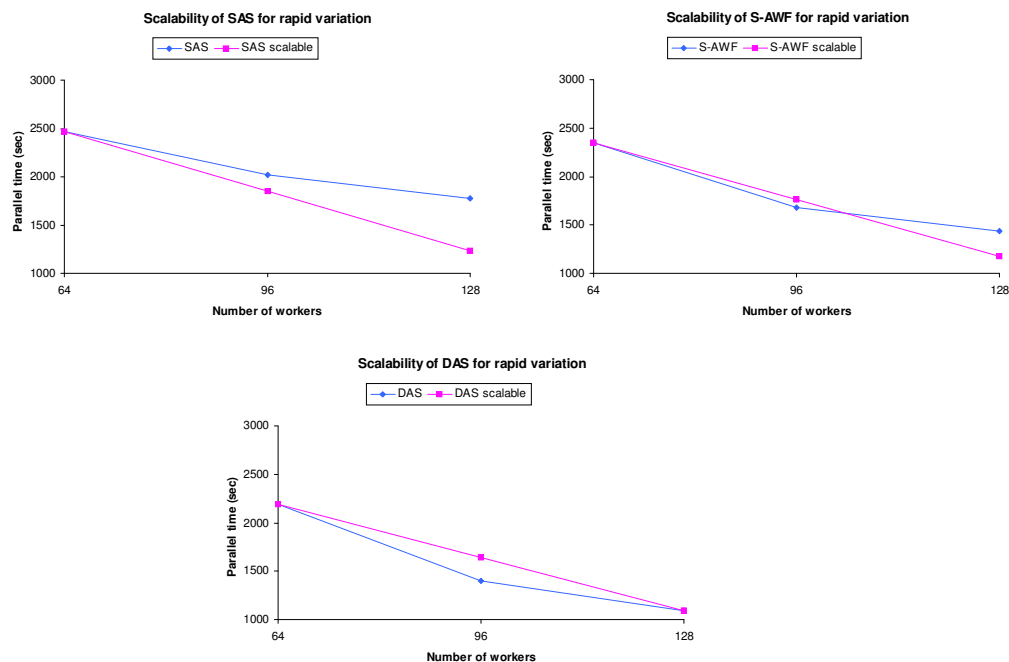 Scalability of SAS for rapid variation
SAS SAS scalable
3000
2500
2000
1500
1000
Parallel time (sec)
64 96 128
Number of workers
Scalability of S-AWF for rapid variation
S-AWF S-AWF scalable
3000
2500
2000
1500
1000
Parallel time (sec)
64 96 128
Number of workers
Scalability of DAS for rapid variation
DAS DAS scalable
3000
2500
2000
1500
1000
Parallel time (sec)
64 96 128
Number of workers